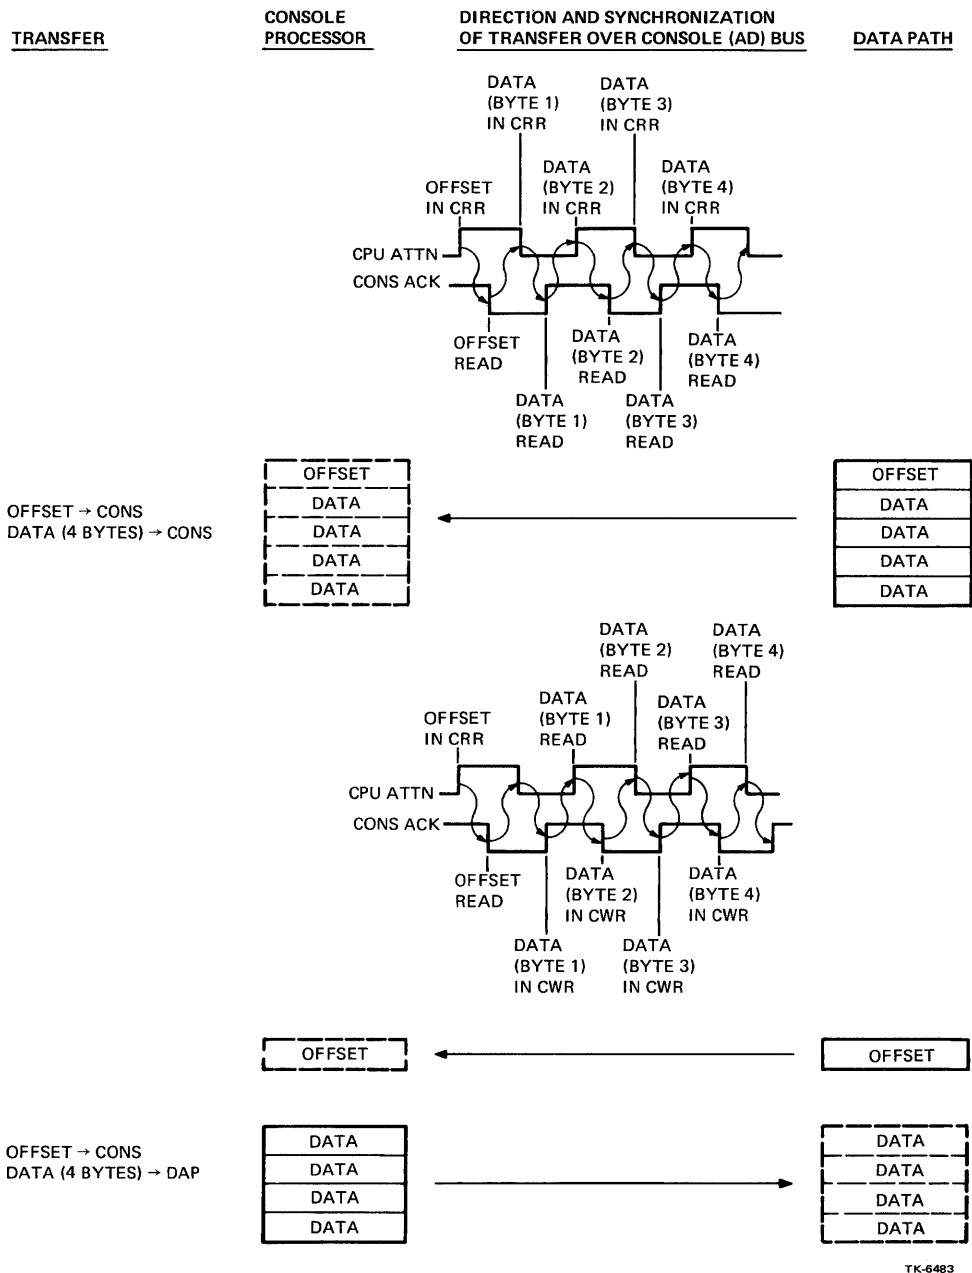 TRANSFER
CONSOLE
PROCESSOR
DIRECTION AND SYNCHRONIZATION
OF TRANSFER OVER CONSOLE (AD) BUS
DATA PATH
DATA
(BYTE 1)
IN CRR
DATA
(BYTE 3)
IN CRR
OFFSET
IN CRR
DATA
(BYTE 2)
IN CRR
DATA
(BYTE 4)
IN CRR
CPU ATTN
CONS ACK
OFFSET
READ
DATA
(BYTE 2)
READ
DATA
(BYTE 4)
READ
DATA
(BYTE 1)
READ
DATA
(BYTE 3)
READ
OFFSET → CONS
DATA (4 BYTES) → CONS
OFFSET
DATA
DATA
DATA
DATA
OFFSET
DATA
DATA
DATA
DATA
DATA
(BYTE 2)
READ
DATA
(BYTE 4)
READ
OFFSET
IN CRR
DATA
(BYTE 1)
READ
DATA
(BYTE 3)
READ
CPU ATTN
CONS ACK
OFFSET
READ
DATA
(BYTE 2)
IN CWR
DATA
(BYTE 4)
IN CWR
DATA
(BYTE 1)
IN CWR
DATA
(BYTE 3)
IN CWR
OFFSET
OFFSET
OFFSET → CONS
DATA (4 BYTES) → DAP
DATA
DATA
DATA
DATA
DATA
DATA
DATA
DATA
TK-6483